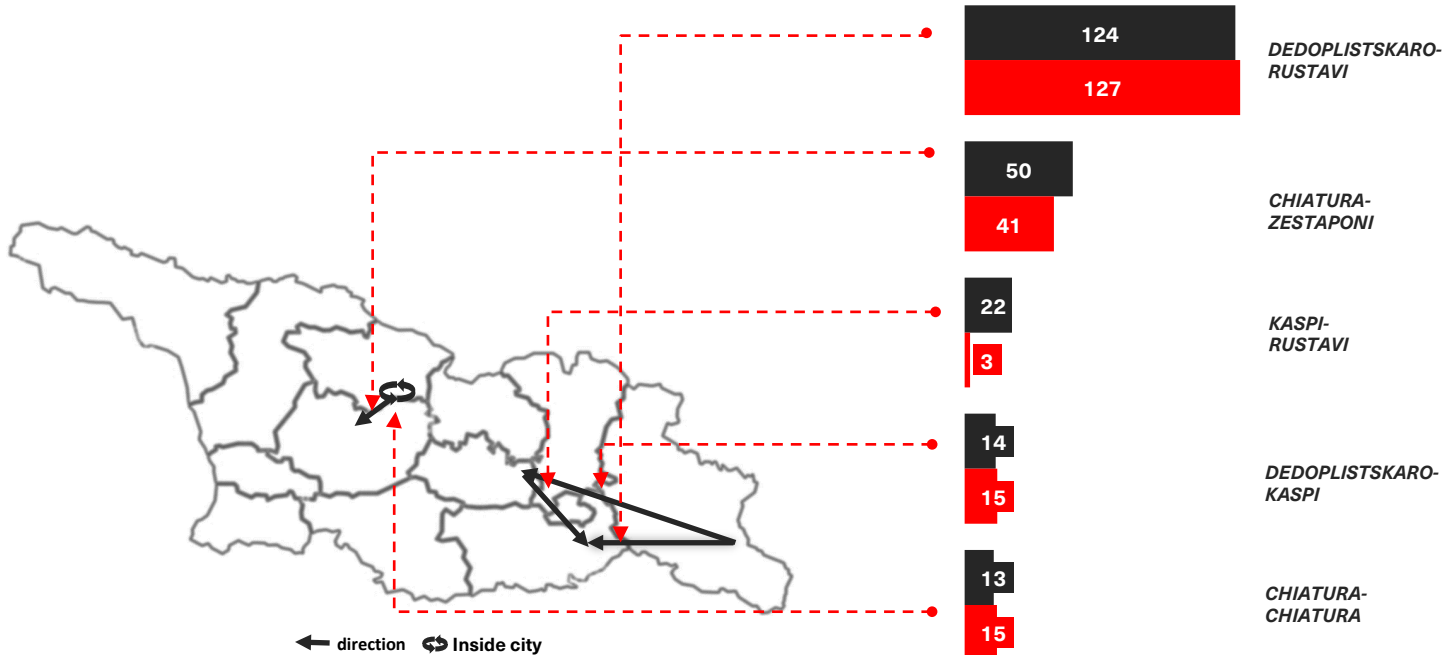 124
127
DEDOPLISTSKARO-
RUSTAVI
50
41
CHIATURA-
ZESTAPONI
22
3
KASPI-
RUSTAVI
14
15
DEDOPLISTSKARO-
KASPI
13
15
CHIATURA-
CHIATURA
direction Inside city